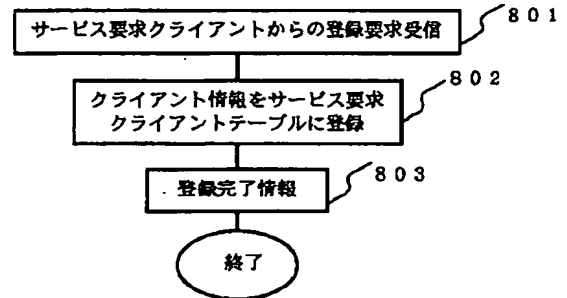 サービス要求クライアントからの登録要求受信
801
クライアント情報をサービス要求
クライアントテーブルに登録
802
登録完了情報
803
終了